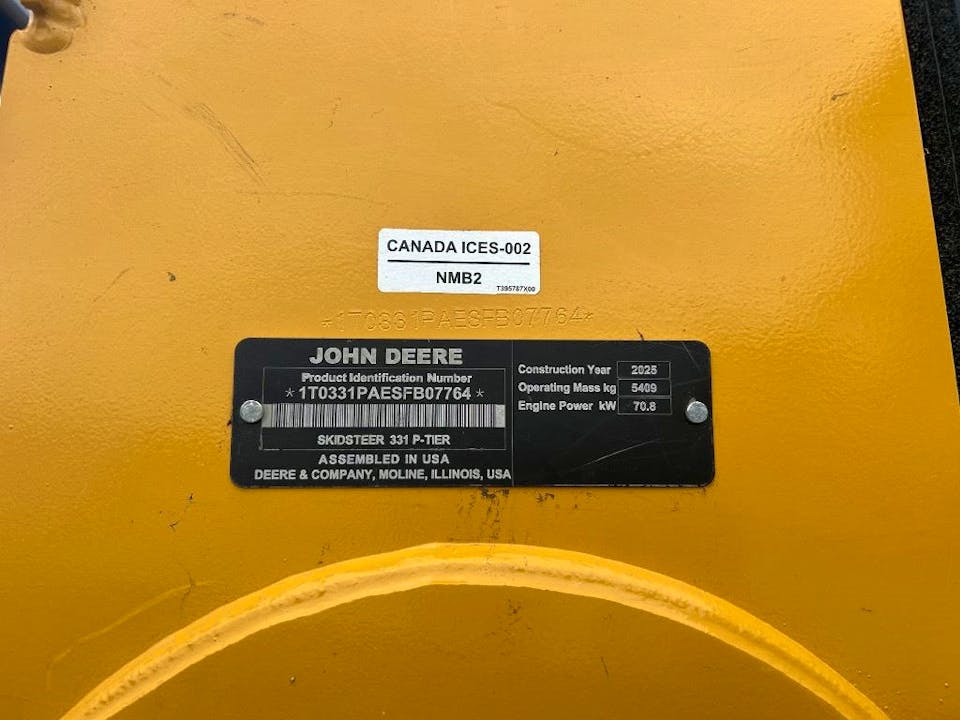 CANADA ICES-002
NMB2
T395787X00
*1T0331PAESFB07764*
JOHN DEERE
Product Identification Number
*1T0331PAESFB07764*
SKIDSTEER 331 P-TIER
ASSEMBLED IN USA
DEERE & COMPANY, MOLINE, ILLINOIS, USA
Construction Year 2025
Operating Mass kg 5409
Engine Power kW 70.8